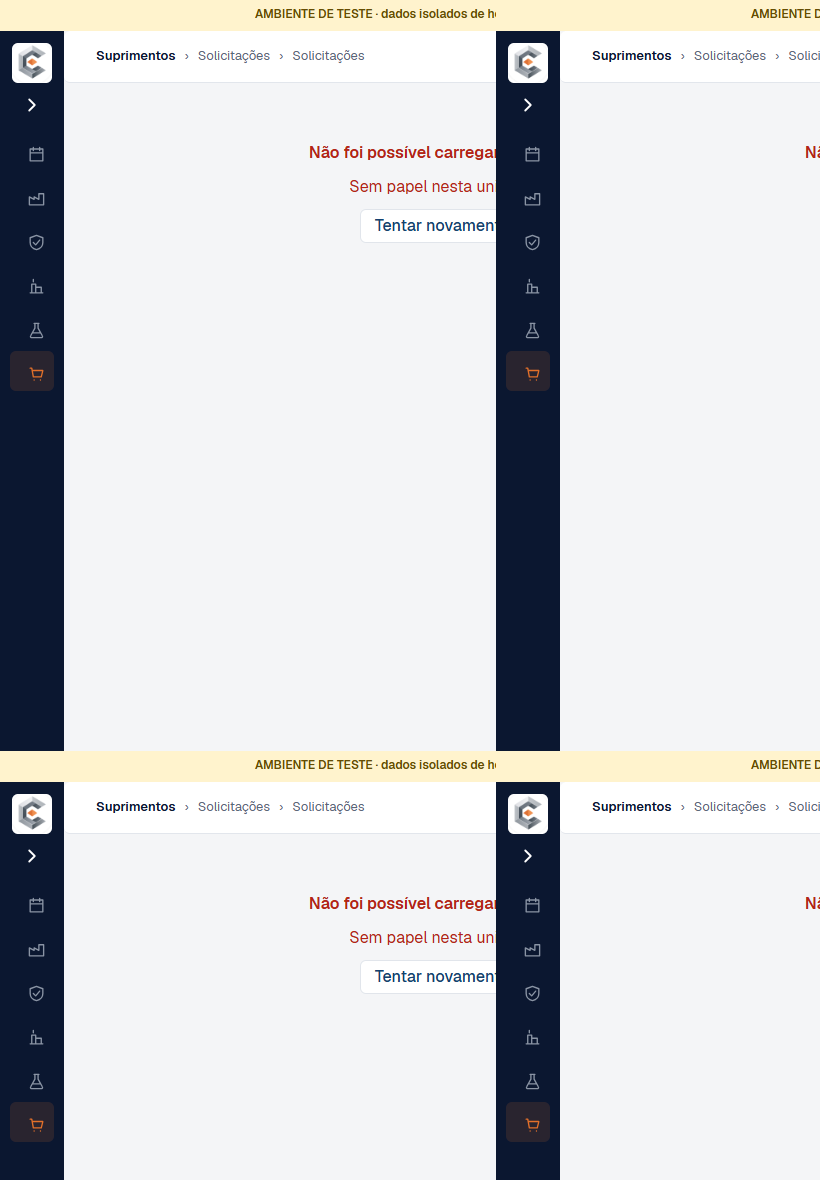 AMBIENTE DE TESTE · dados isolados de
AMBIENTE
Suprimentos › Solicitações › Solicitações
Suprimentos › Solicitações ›
Não foi possível
Sem papel nesta
Tentar
AMBIENTE DE TESTE · dados isolados de
AMBIENTE
Suprimentos › Solicitações › Solicitações
Suprimentos › Solicitações ›
Não foi possível
Sem papel nesta
Tentar